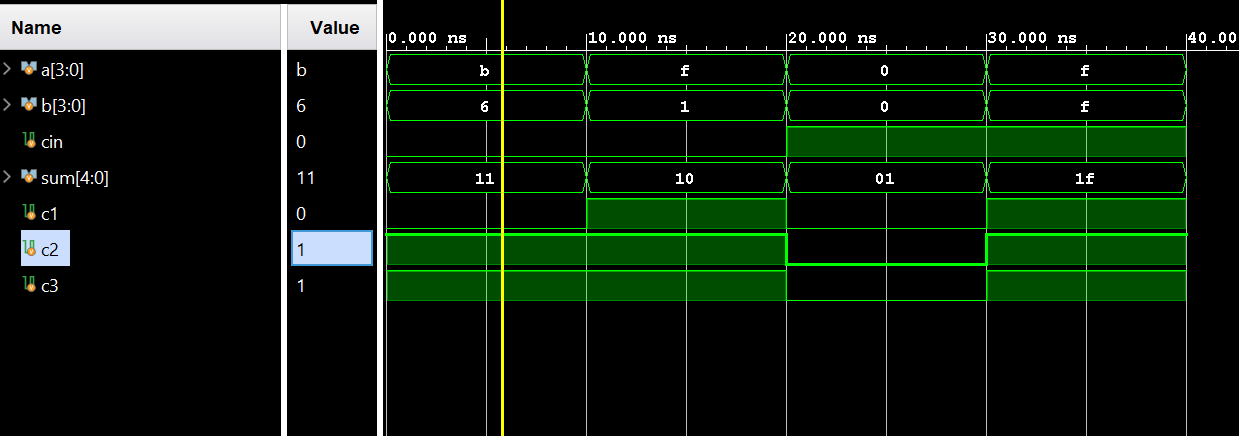 Name Value
0.000 ns 10.000 ns 20.000 ns 30.000 ns 40.00
a[3:0] b b f 0 f
b[3:0] 6 6 1 0 f
cin 0
sum[4:0] 11 11 10 01 1f
c1 0
c2 1
c3 1